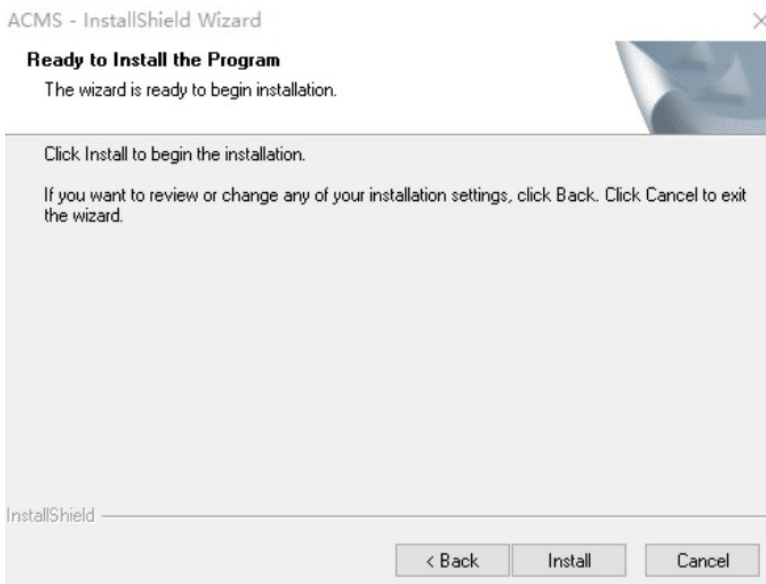 ACMS - InstallShield Wizard
Ready to Install the Program
The wizard is ready to begin installation.
Click Install to begin the installation.
If you want to review or change any of your installation settings, click Back. Click Cancel to exit
the wizard.
InstallShield
< Back Install Cancel